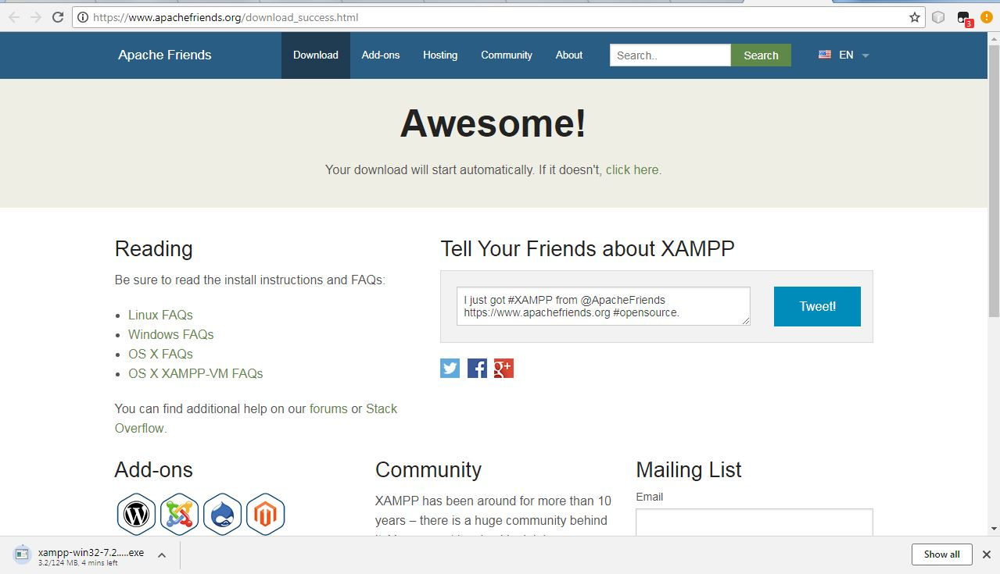 https://www.apachefriends.org/download_success.html
3
Apache Friends
Download
Add-ons
Hosting
Community
About
Search..
Search
EN
Awesome!
Your download will start automatically. If it doesn't, click here.
Reading
Be sure to read the install instructions and FAQs:
Linux FAQs
Windows FAQs
OS X FAQs
OS X XAMPP-VM FAQs
You can find additional help on our forums or Stack
Overflow.
Tell Your Friends about XAMPP
I just got #XAMPP from @ApacheFriends
https://www.apachefriends.org #opensource.
Tweet!
g+
Add-ons
Community
XAMPP has been around for more than 10
years – there is a huge community behind
Mailing List
Email
xampp-win32-7.2.....exe
3.2/124 MB, 4 mins left
Show all